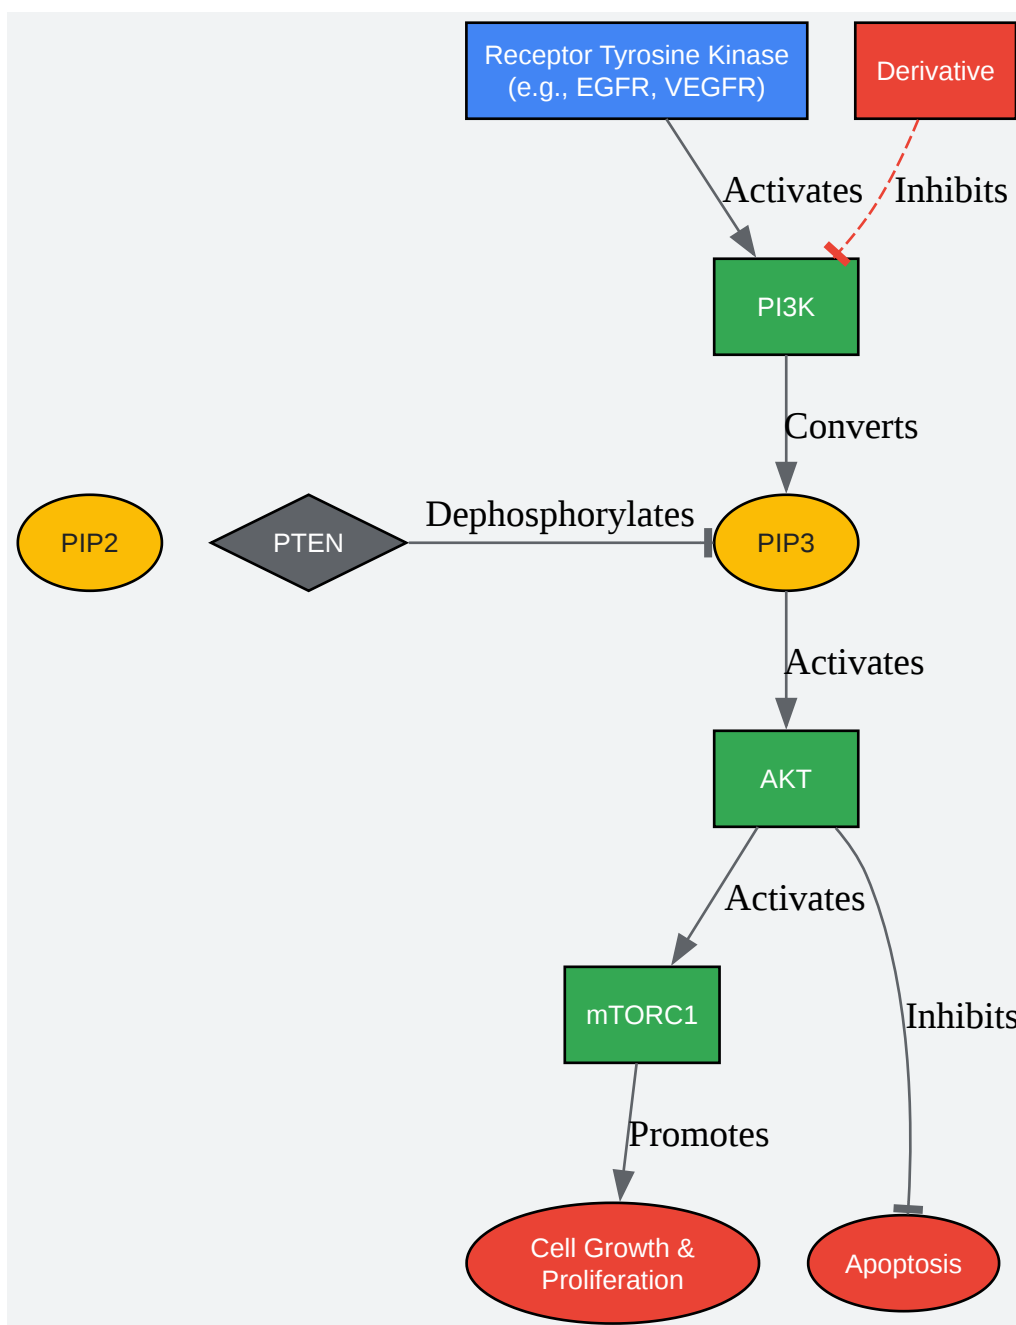 Receptor Tyrosine Kinase
(e.g., EGFR, VEGFR)
Derivative
Activates
Inhibits
PI3K
Converts
PIP2
PTEN
Dephosphorylates
PIP3
Activates
AKT
Activates
mTORC1
Inhibits
Promotes
Cell Growth &
Proliferation
Apoptosis